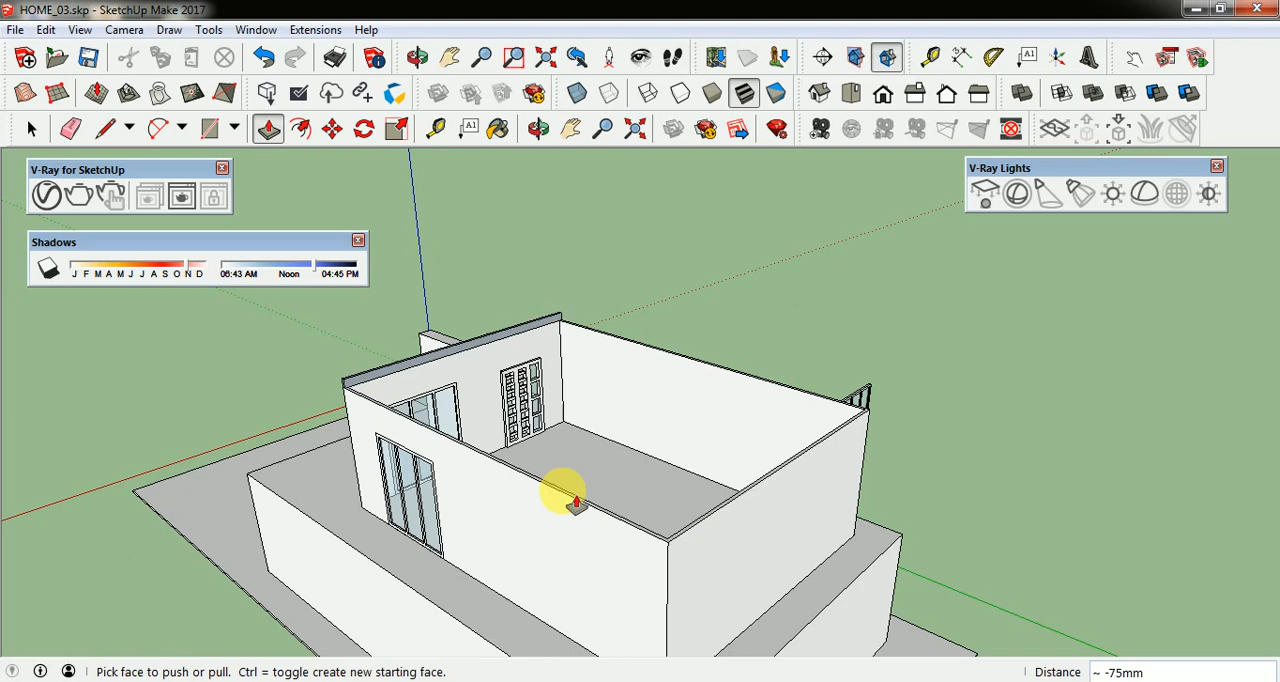 HOME_03.skp - SketchUp Make 2017
File Edit View Camera Draw Tools Window Extensions Help
A1
A1
V-Ray for SketchUp
V-Ray Lights
Shadows
J F M A M J J A S O N D
06:43 AM Noon 04:45 PM
Pick face to push or pull. Ctrl = toggle create new starting face.
Distance ~ -75mm